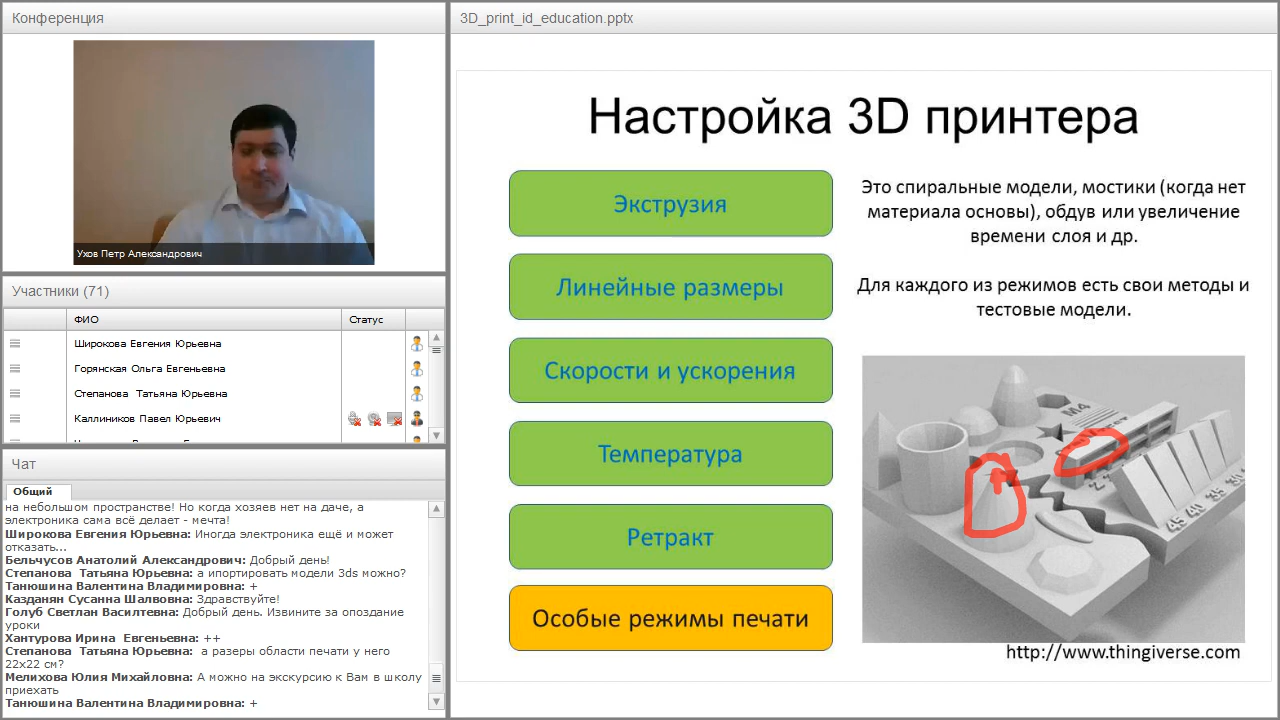 Конференция
Ухов Петр Александрович
Участники (71)
ФИО
Статус
Широкова Евгения Юрьевна
Горянская Ольга Евгеньевна
Степанова Татьяна Юрьевна
Каллиников Павел Юрьевич
Чат
Общий
на небольшом пространстве! Но когда хозяев нет на даче, а
электроника сама всё делает - мечта!
Широкова Евгения Юрьевна: Иногда электроника ещё и может
отказать...
Бельчусов Анатолий Александрович: Добрый день!
Степанова Татьяна Юрьевна: а ипортировать модели 3ds можно?
Танюшина Валентина Владимировна: +
Казданян Сусанна Шалвовна: Здравствуйте!
Голуб Светлан Василтевна: Добрый день. Извините за опоздание
уроки
Хантурова Ирина Евгеньевна: ++
Степанова Татьяна Юрьевна: а разеры области печати у него
22х22 см?
Мелихова Юлия Михайловна: А можно на экскурсию к Вам в школу
приехать
Танюшина Валентина Владимировна: +
3D_print_id_education.pptx
Настройка 3D принтера
Экструзия
Линейные размеры
Скорости и ускорения
Температура
Ретракт
Особые режимы печати
Это спиральные модели, мостики (когда нет
материала основы), обдув или увеличение
времени слоя и др.
Для каждого из режимов есть свои методы и
тестовые модели.
M4
45 40 35 30
http://www.thingiverse.com